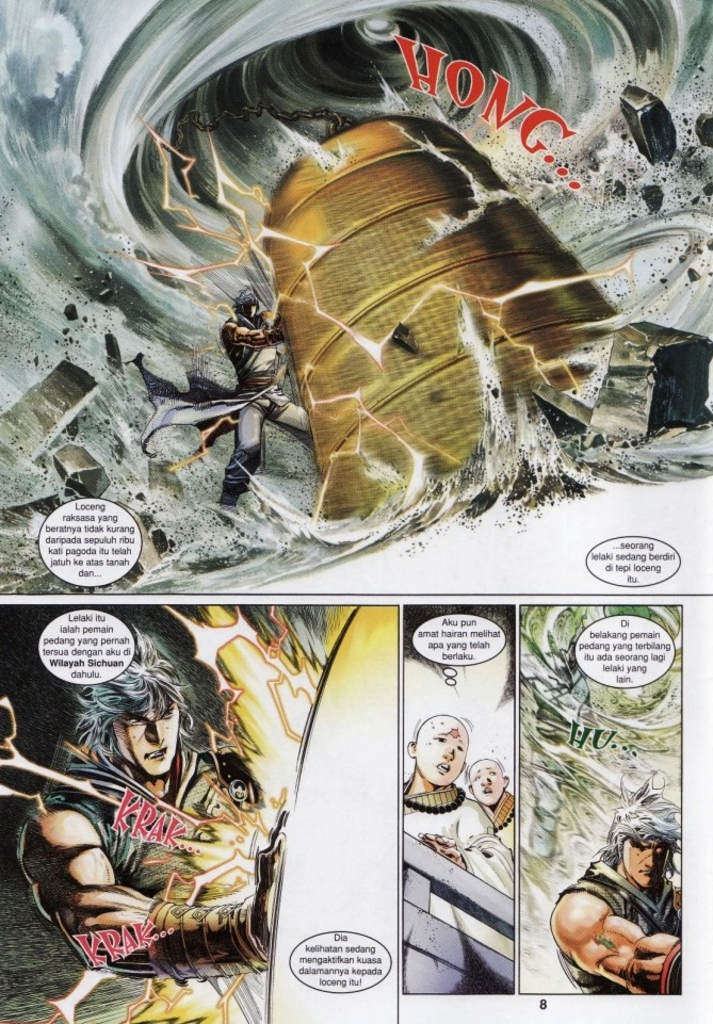 HONG...
Loceng
raksasa yang
beratnya tidak kurang
daripada sepuluh ribu
kati pagoda itu telah
jatuh ke atas tanah
dan...
...seorang
lelaki sedang berdiri
di tepi loceng
itu.
Lelaki itu
ialah pemain
pedang yang pernah
tersua dengan aku di
Wilayah Sichuan
dahulu.
KRAK...
KRAK...
Dia
kelihatan sedang
mengaktifkan kuasa
dalamannya kepada
loceng itu!
Aku pun
amat hairan melihat
apa yang telah
berlaku.
Di
belakang pemain
pedang yang terbilang
itu ada seorang lagi
lelaki yang
lain.
HU...
8